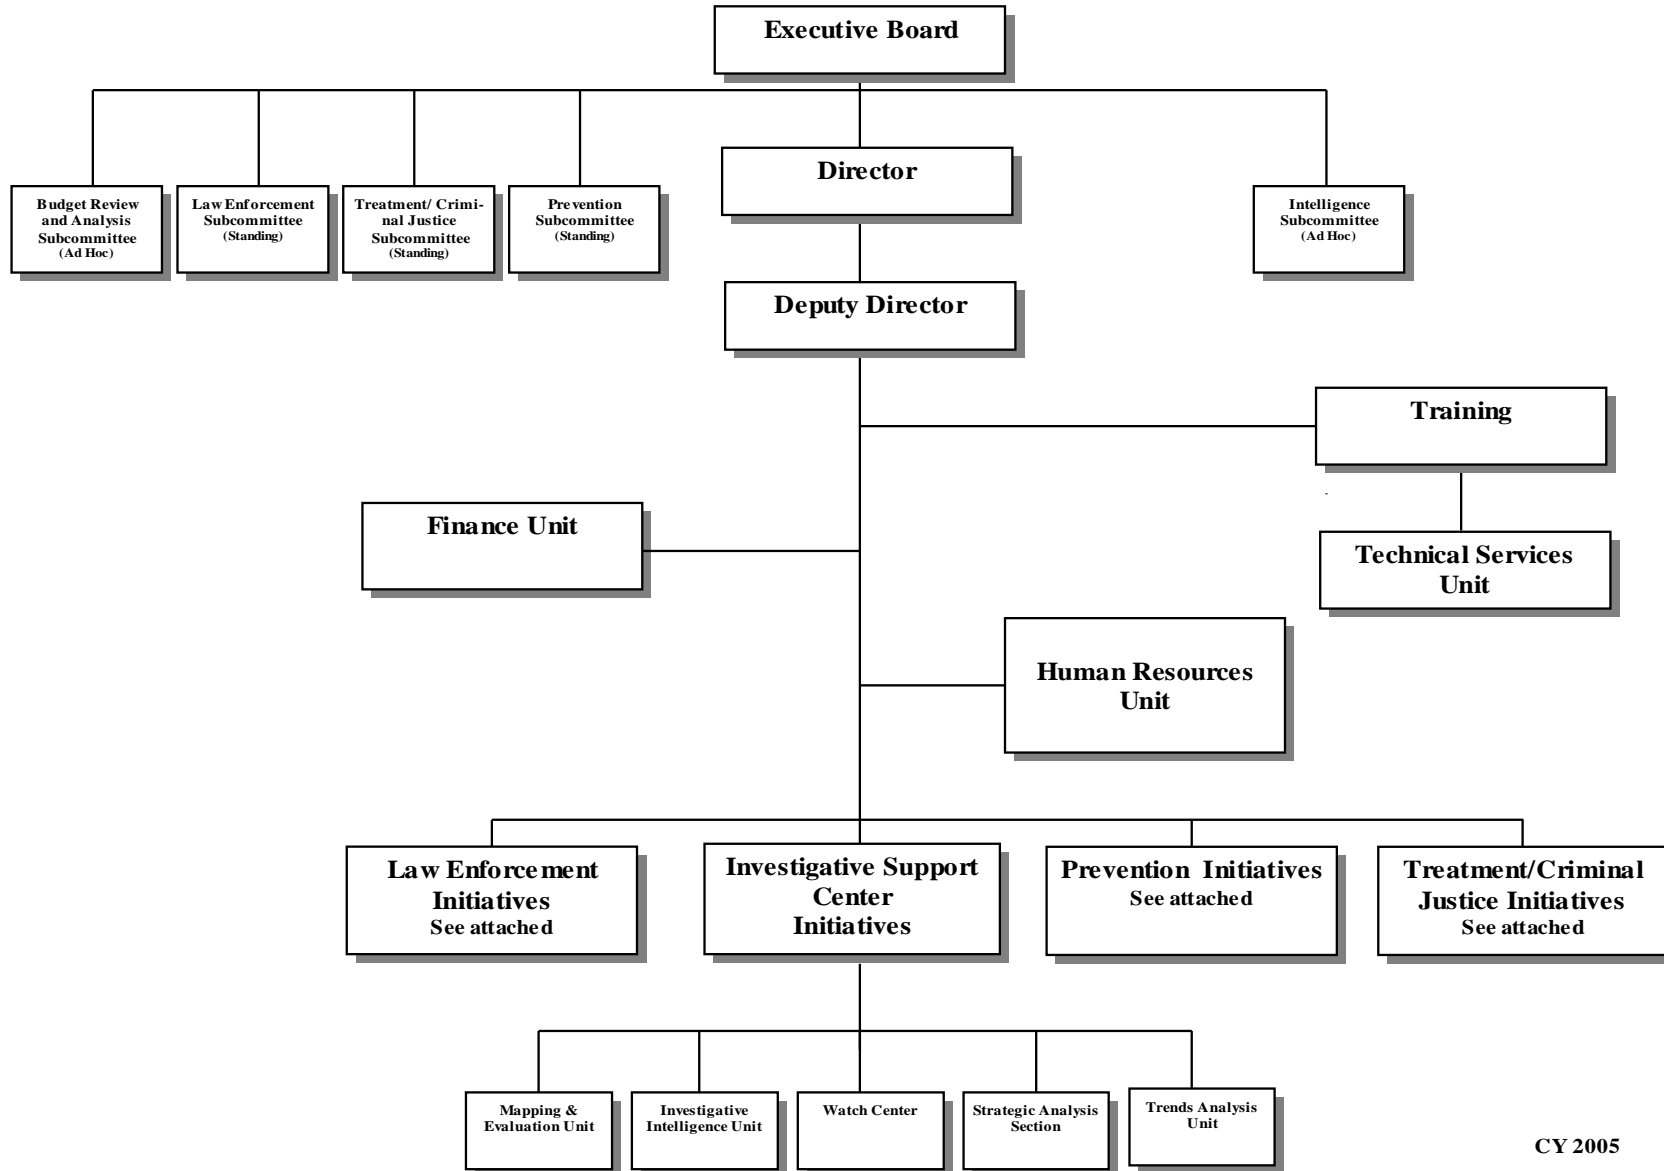 Executive Board
Director
Budget Review
and Analysis
Subcommittee
(Ad Hoc)
Law Enforcement
Subcommittee
(Standing)
Treatment/ Crimi-
nal Justice
Subcommittee
(Standing)
Prevention
Subcommittee
(Standing)
Intelligence
Subcommittee
(Ad Hoc)
Deputy Director
Training
Finance Unit
Technical Services
Unit
Human Resources
Unit
Law Enforcement
Initiatives
See attached
Investigative Support
Center
Initiatives
Prevention Initiatives
See attached
Treatment/Criminal
Justice Initiatives
See attached
Mapping &
Evaluation Unit
Investigative
Intelligence Unit
Watch Center
Strategic Analysis
Section
Trends Analysis
Unit
CY 2005